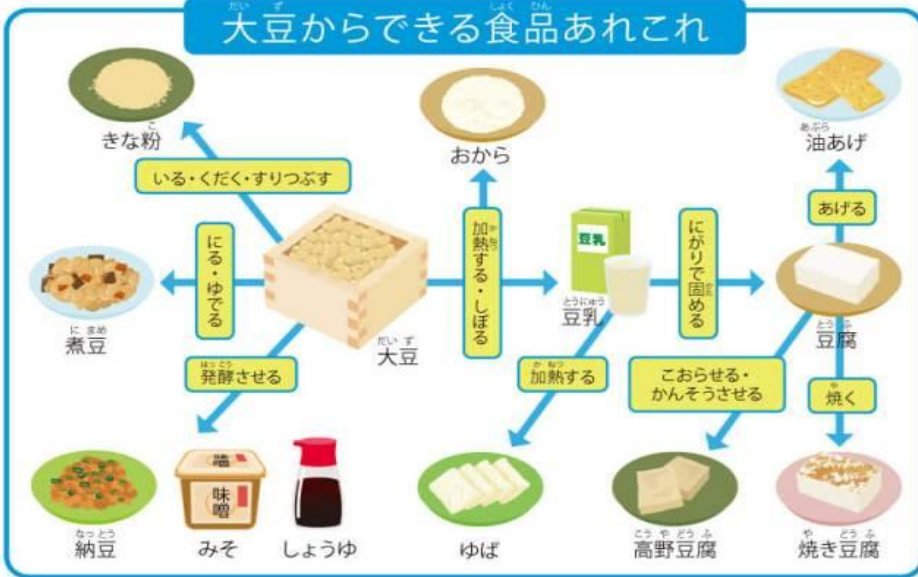 大豆からできる食品あれこれ
きな粉
おから
油あげ
いる・くだく・すりつぶす
あげる
にる・ゆでる
加熱する・しぼる
豆乳
にがりで固める
煮豆
大豆
豆乳
豆腐
発酵させる
加熱する
こおらせる・
かんそうさせる
焼く
味噌
納豆
みそ
しょうゆ
ゆば
高野豆腐
焼き豆腐